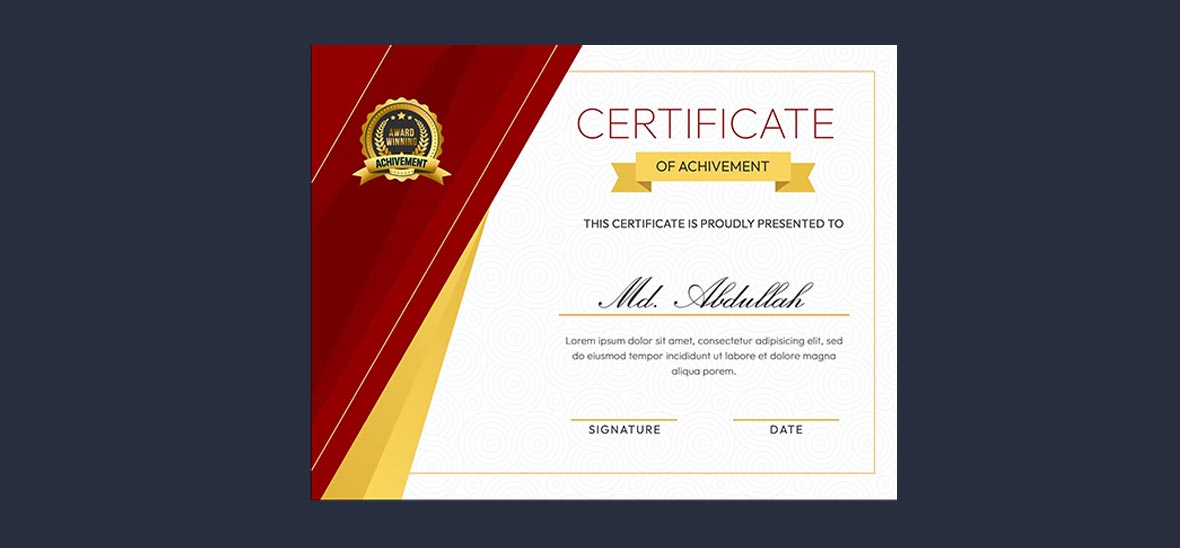 AWARD
WINNING
ACHIVEMENT
CERTIFICATE
OF ACHIVEMENT
THIS CERTIFICATE IS PROUDLY PRESENTED TO
Md. Abdullah
Lorem ipsum dolor sit amet, consectetur adipisicing elit, sed
do eiusmod tempor incididunt ut labore et dolore magna
aliqua porem.
SIGNATURE
DATE